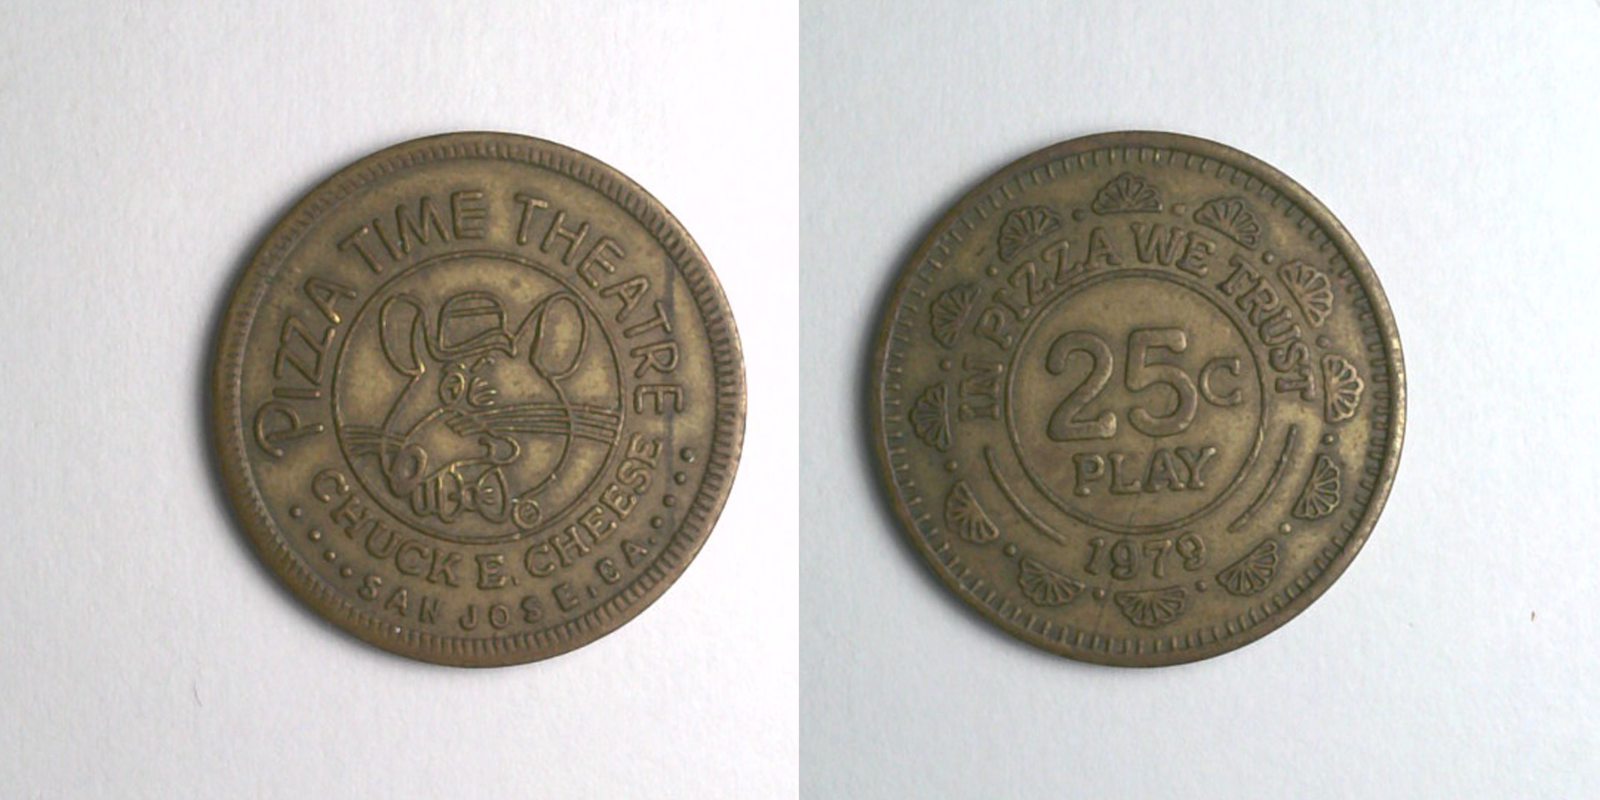 PIZZA TIME THEATRE
CHUCK E. CHEESE
SAN JOSE, CA.
IN PIZZA WE TRUST
25c
PLAY
1979